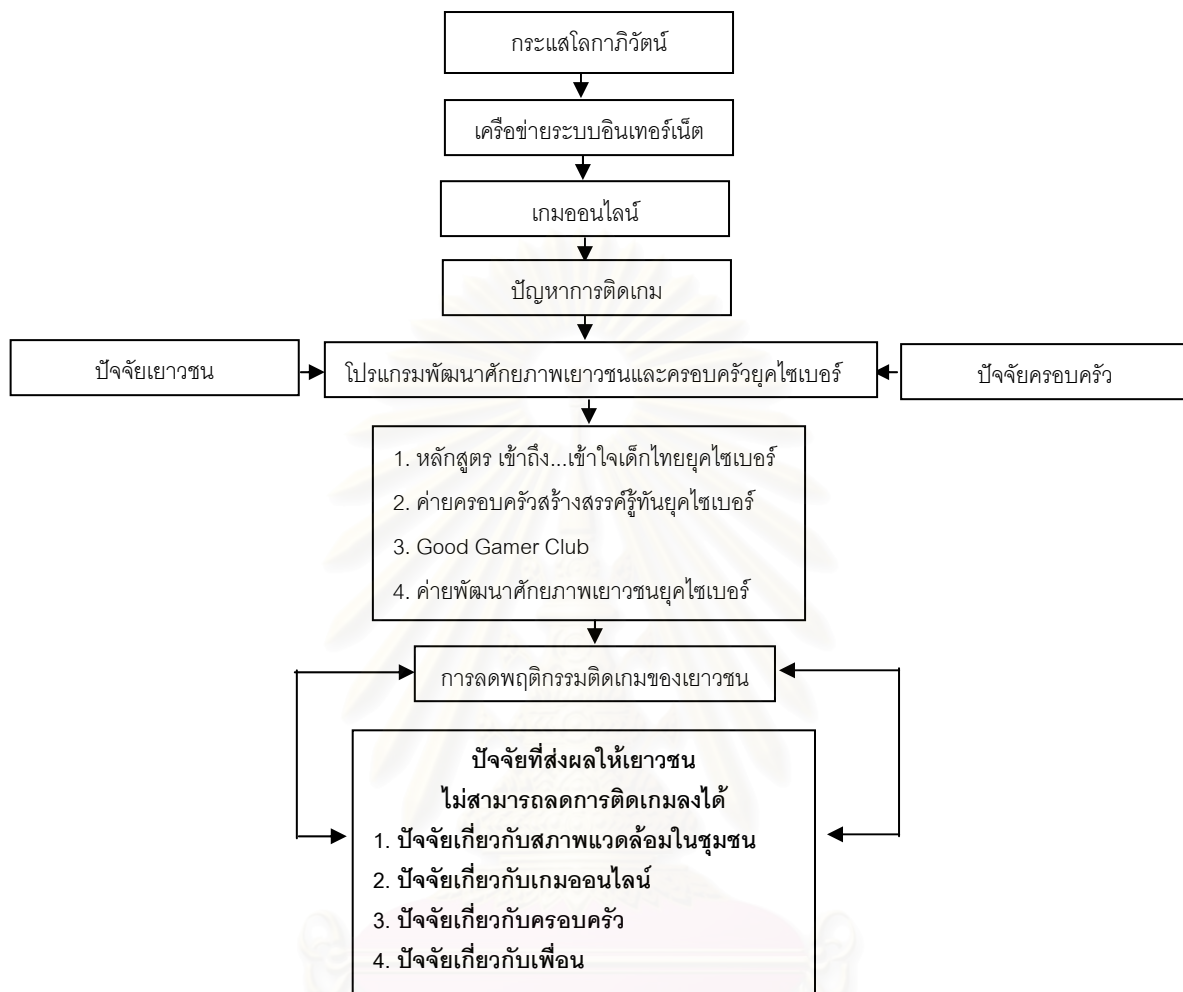 กระแสโลกาภิวัตน์
เครือข่ายระบบอินเทอร์เน็ต
เกมออนไลน์
ปัญหาการติดเกม
ปัจจัยเยาวชน
โปรแกรมพัฒนาศักยภาพเยาวชนและครอบครัวยุคไซเบอร์
ปัจจัยครอบครัว
1. หลักสูตร เข้าถึง...เข้าใจเด็กไทยยุคไซเบอร์
2. ค่ายครอบครัวสร้างสรรค์รู้ทันยุคไซเบอร์
3. Good Gamer Club
4. ค่ายพัฒนาศักยภาพเยาวชนยุคไซเบอร์
การลดพฤติกรรมติดเกมของเยาวชน
ปัจจัยที่ส่งผลให้เยาวชน
ไม่สามารถลดการติดเกมลงได้
1. ปัจจัยเกี่ยวกับสภาพแวดล้อมในชุมชน
2. ปัจจัยเกี่ยวกับเกมออนไลน์
3. ปัจจัยเกี่ยวกับครอบครัว
4. ปัจจัยเกี่ยวกับเพื่อน